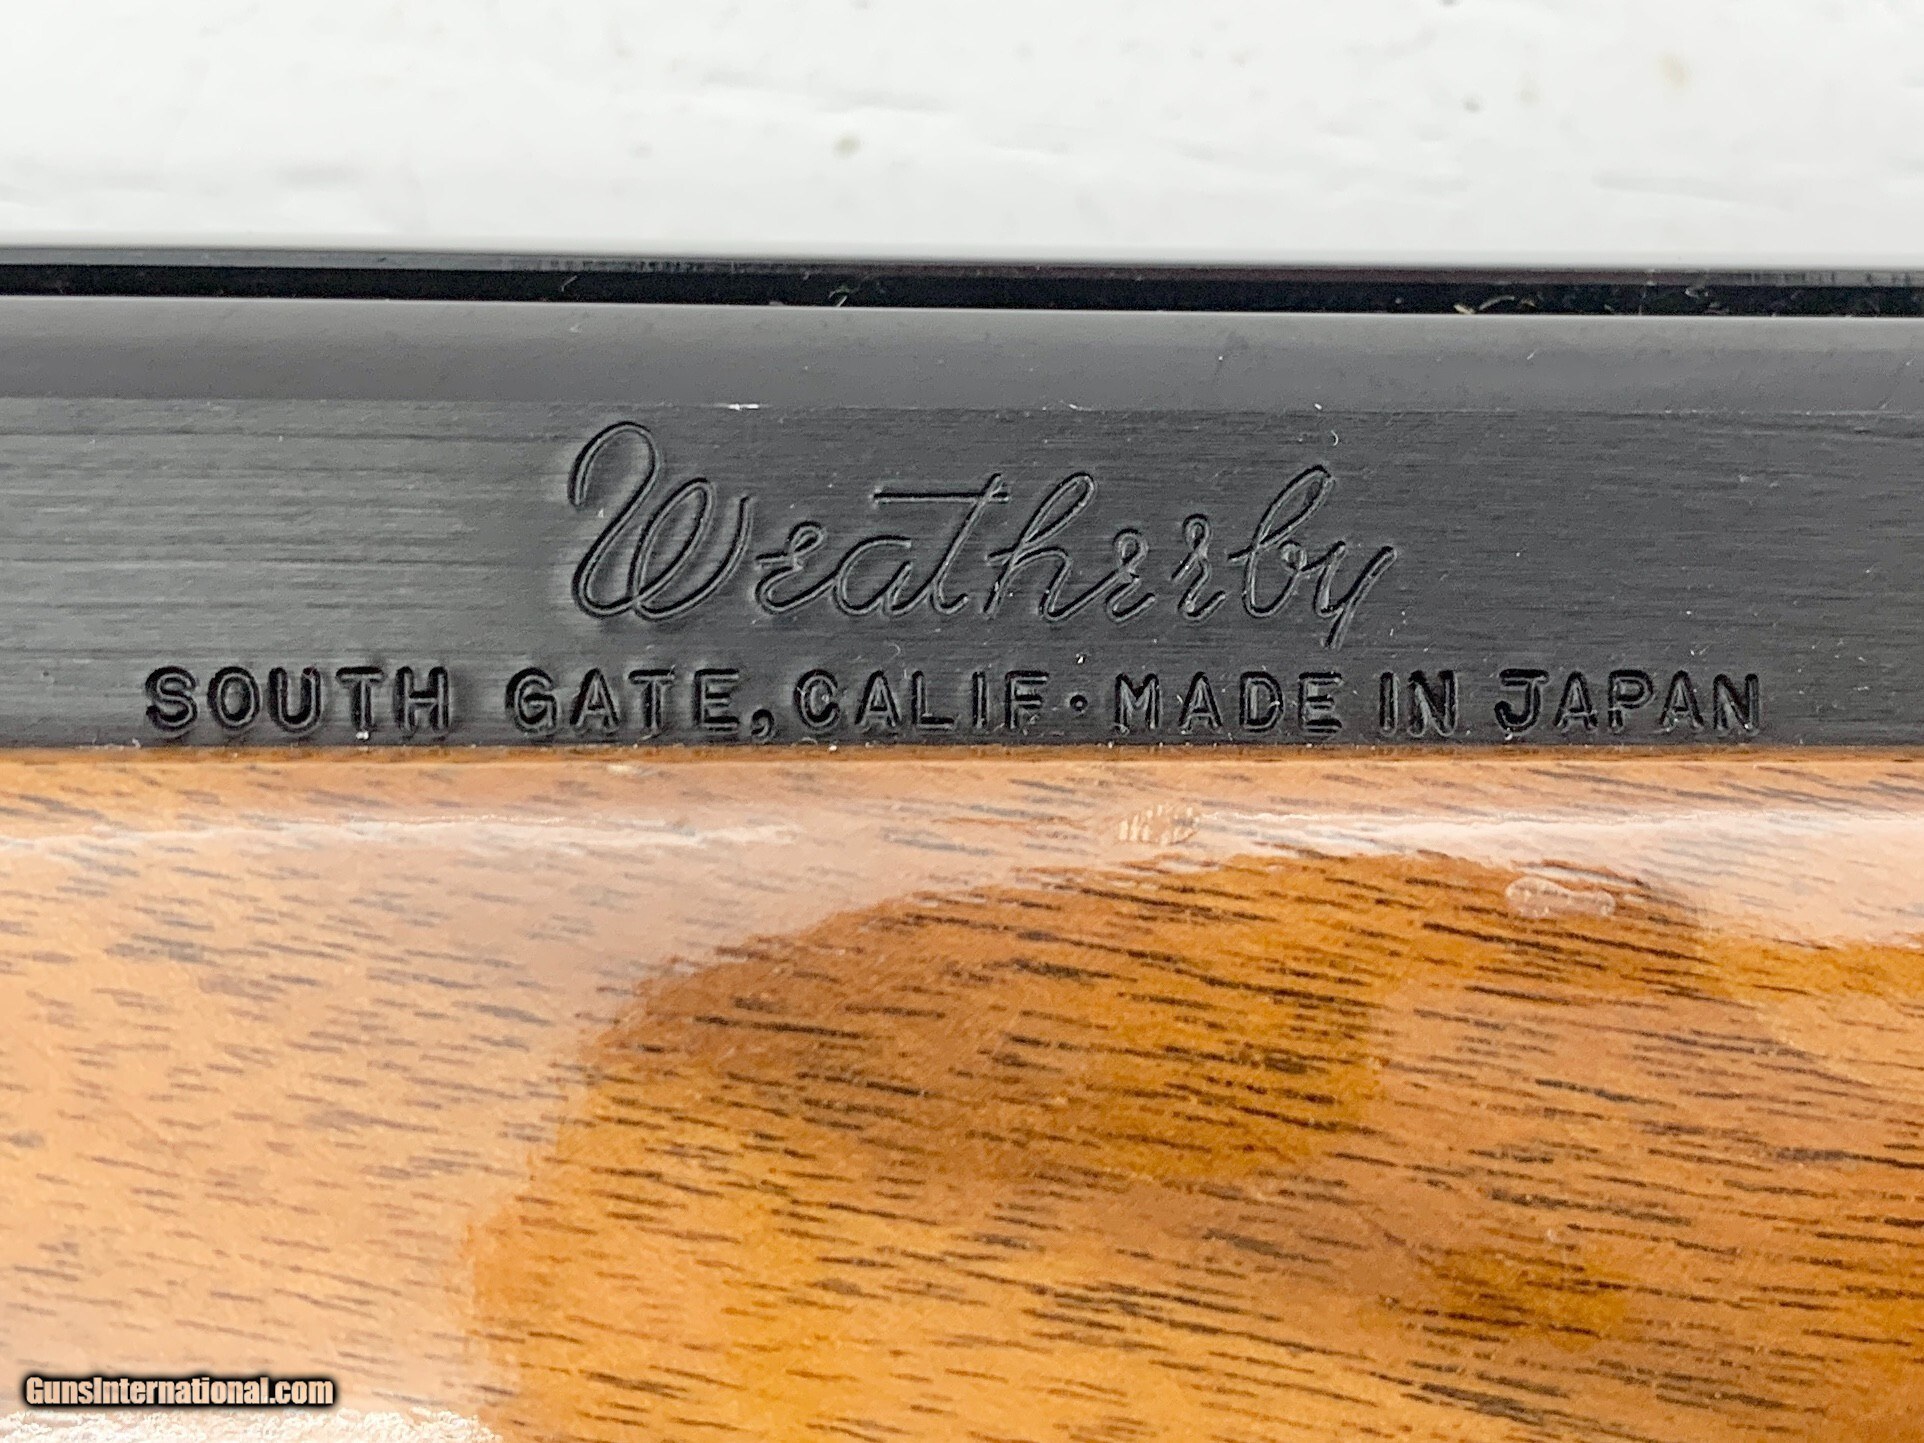 Weatherby
SOUTH GATE, CALIF · MADE IN JAPAN
GunsInternational.com